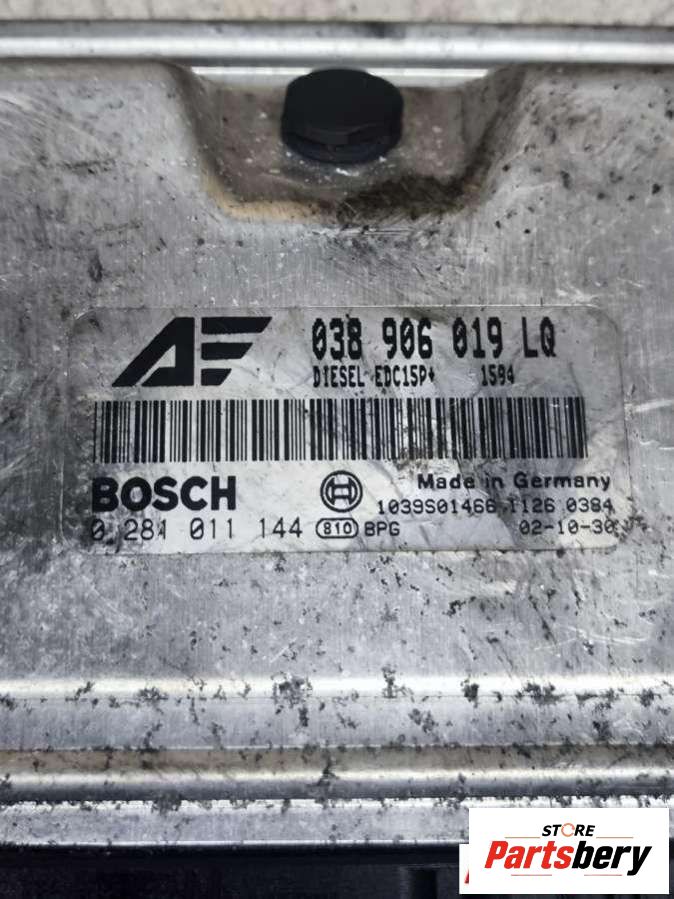 AF 038 906 019 LQ
DIESEL EDC15P+ 1594
BOSCH Made in Germany
1039S01466 1126 0384
0 281 011 144 810 BPG 02-10-30
STORE
Partsbery